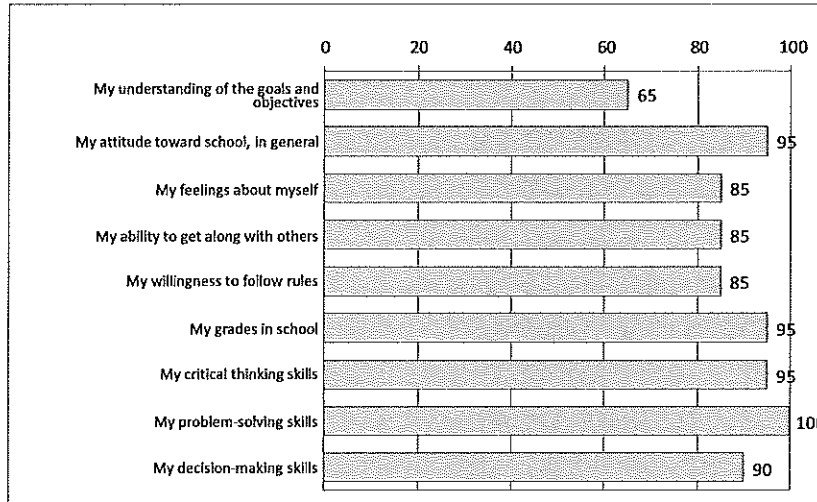 0 20 40 60 80 100
My understanding of the goals and
objectives
65
My attitude toward school, in general
95
My feelings about myself
85
My ability to get along with others
85
My willingness to follow rules
85
My grades in school
95
My critical thinking skills
95
My problem-solving skills
10
My decision-making skills
90